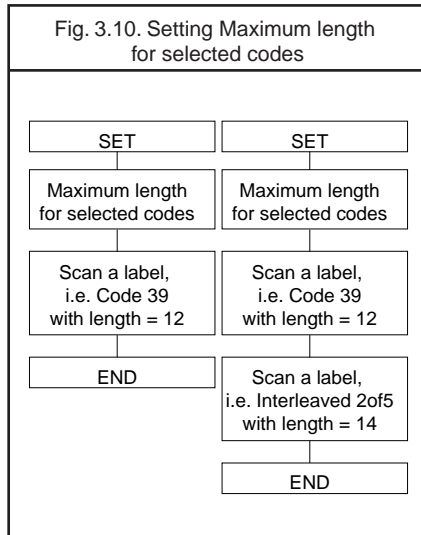 Fig. 3.10. Setting Maximum length
for selected codes
SET
Maximum length
for selected codes
Scan a label,
i.e. Code 39
with length = 12
END
SET
Maximum length
for selected codes
Scan a label,
i.e. Code 39
with length = 12
Scan a label,
i.e. Interleaved 2of5
with length = 14
END